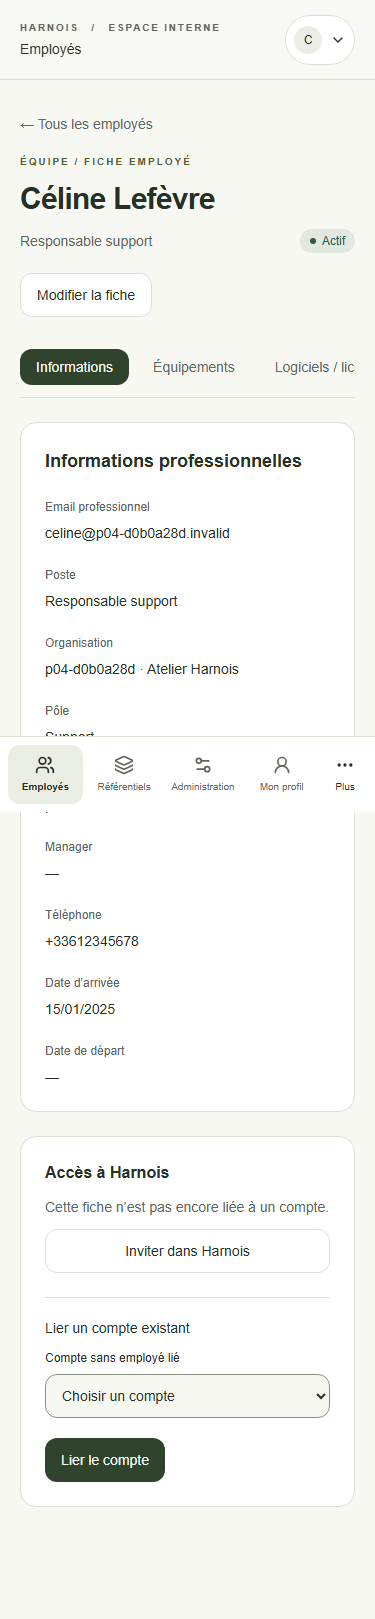 HARNOIS / ESPACE INTERNE
Employés
C
← Tous les employés
ÉQUIPE / FICHE EMPLOYÉ
Céline Lefèvre
Responsable support
Actif
Modifier la fiche
Informations
Équipements
Logiciels / lic
Informations professionnelles
Email professionnel
celine@p04-d0b0a28d.invalid
Poste
Responsable support
Organisation
p04-d0b0a28d · Atelier Harnois
Pôle
Support
Employés
Référentiels
Administration
Mon profil
Plus
Manager
—
Téléphone
+33612345678
Date d’arrivée
15/01/2025
Date de départ
—
Accès à Harnois
Cette fiche n’est pas encore liée à un compte.
Inviter dans Harnois
Lier un compte existant
Compte sans employé lié
Choisir un compte
Lier le compte